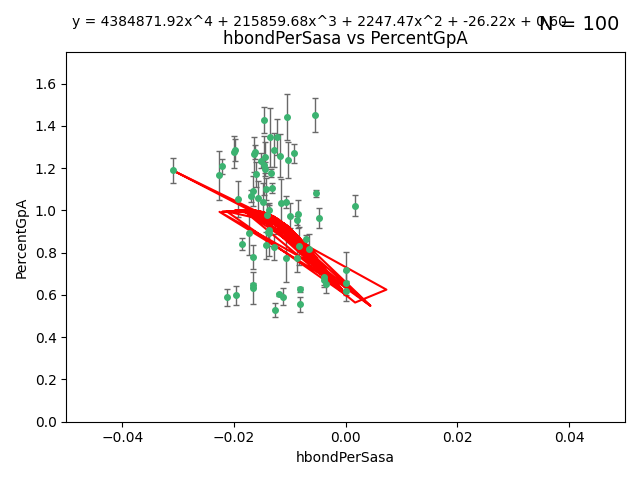 y = 4384871.92x^4 + 215859.68x^3 + 2247.47x^2 + -26.22x + 0.60
N = 100
hbondPerSasa vs PercentGpA
1.6
1.4
1.2
1.0
0.8
0.6
0.4
0.2
0.0
PercentGpA
−0.04 −0.02 0.00 0.02 0.04
hbondPerSasa